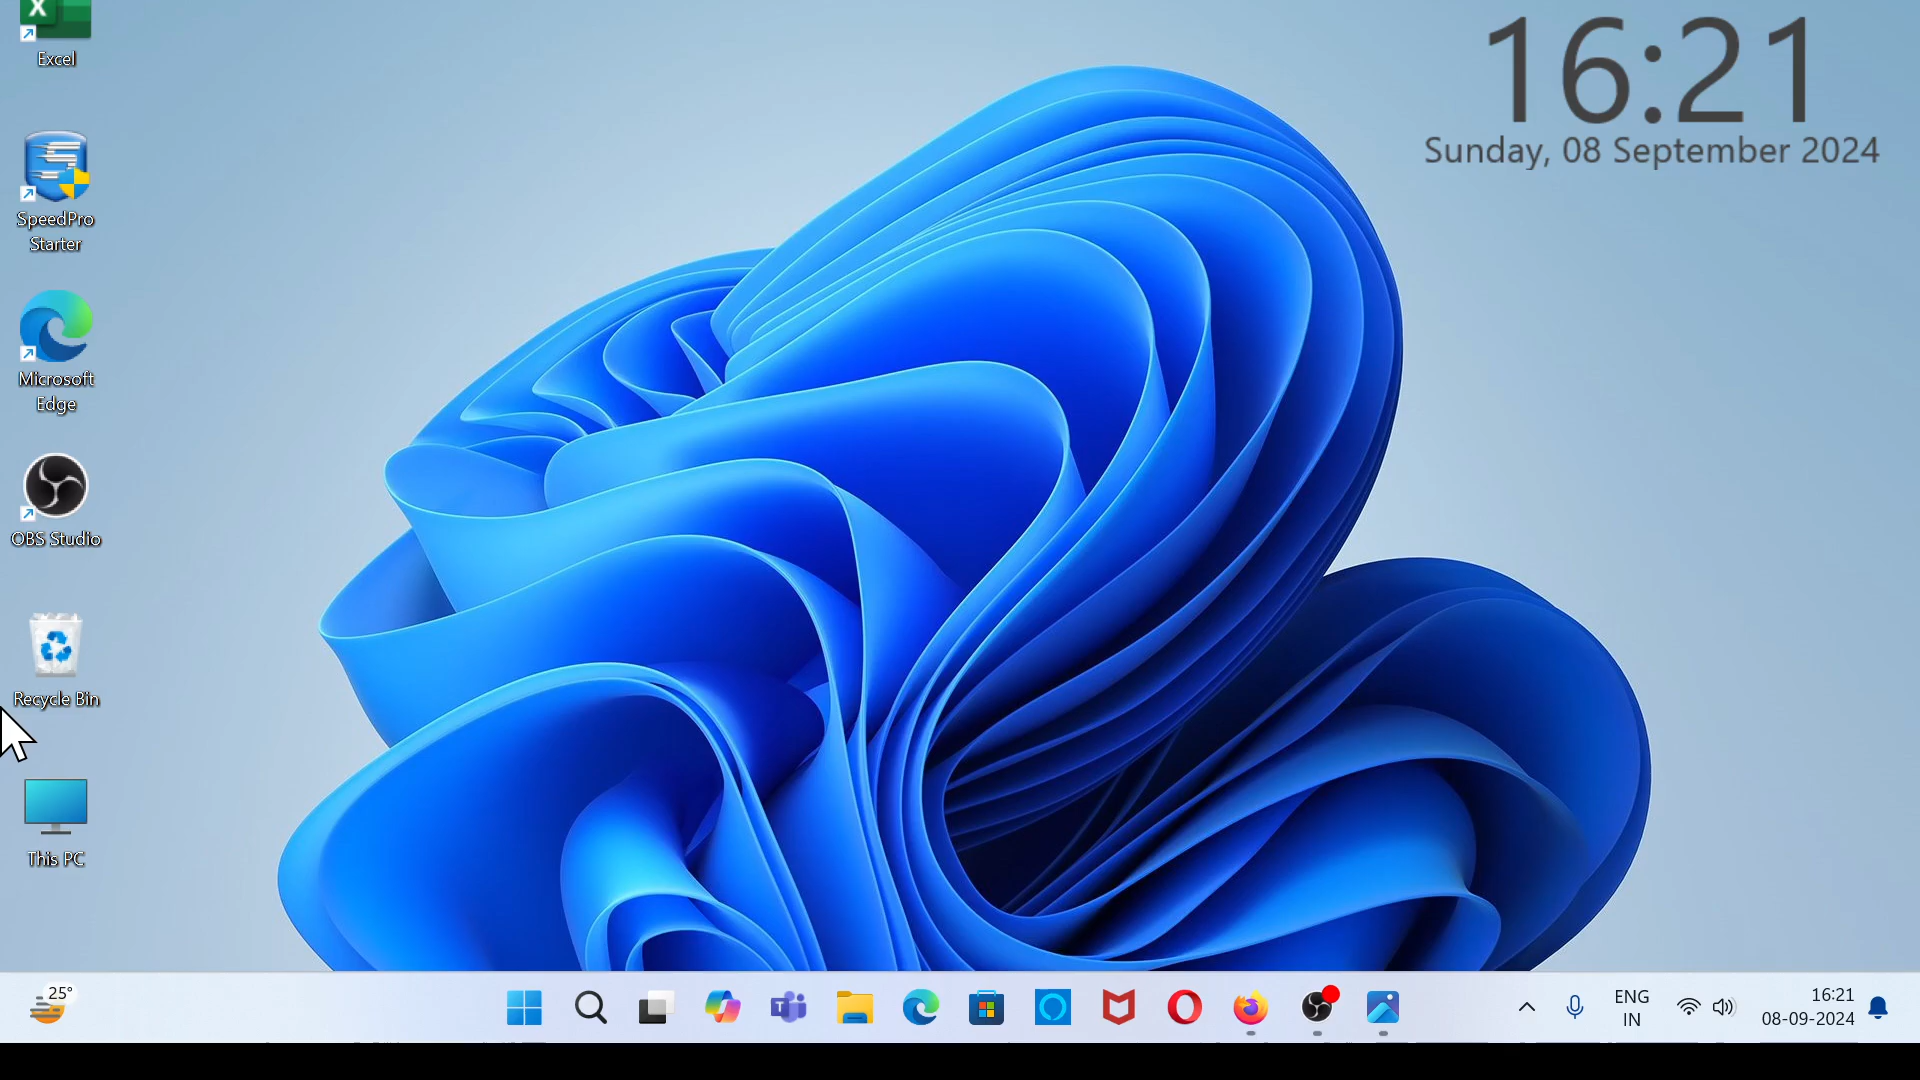 Excel
16:21
Sunday, 08 September 2024
SpeedPro
Starter
Microsoft
Edge
OBS Studio
Recycle Bin
This PC
25°
ENG
IN
16:21
08-09-2024